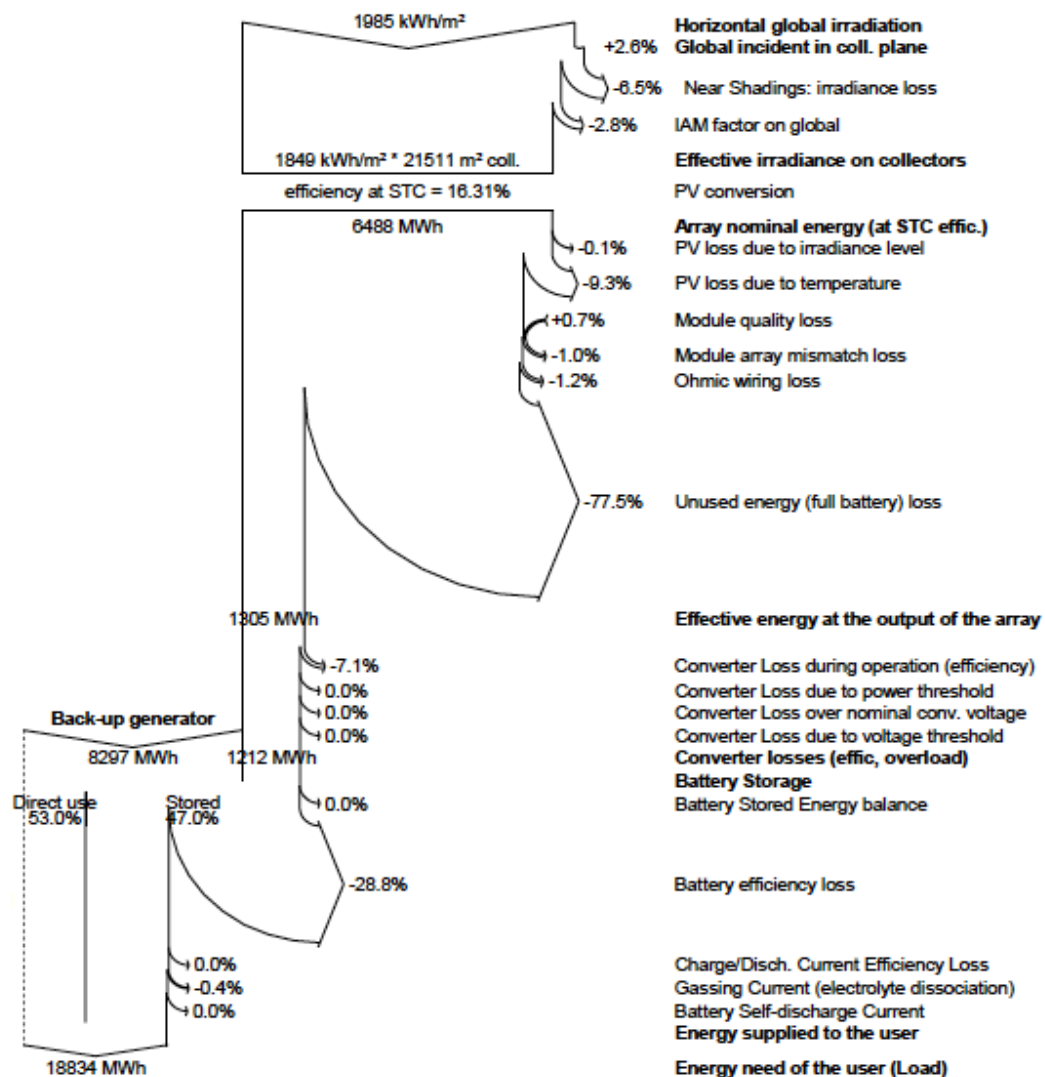 1985 kWh/m² Horizontal global irradiation
+2.6% Global incident in coll. plane
-6.5% Near Shadings: irradiance loss
-2.8% IAM factor on global
1849 kWh/m² * 21511 m² coll. Effective irradiance on collectors
efficiency at STC = 16.31% PV conversion
6488 MWh Array nominal energy (at STC effic.)
-0.1% PV loss due to irradiance level
-9.3% PV loss due to temperature
+0.7% Module quality loss
-1.0% Module array mismatch loss
-1.2% Ohmic wiring loss
-77.5% Unused energy (full battery) loss
1305 MWh Effective energy at the output of the array
-7.1% Converter Loss during operation (efficiency)
0.0% Converter Loss due to power threshold
Back-up generator 0.0% Converter Loss over nominal conv. voltage
0.0% Converter Loss due to voltage threshold
8297 MWh 1212 MWh Converter losses (effic, overload)
Battery Storage
Direct use Stored 0.0% Battery Stored Energy balance
53.0% 47.0%
-28.8% Battery efficiency loss
0.0% Charge/Disch. Current Efficiency Loss
-0.4% Gassing Current (electrolyte dissociation)
0.0% Battery Self-discharge Current
Energy supplied to the user
18834 MWh Energy need of the user (Load)